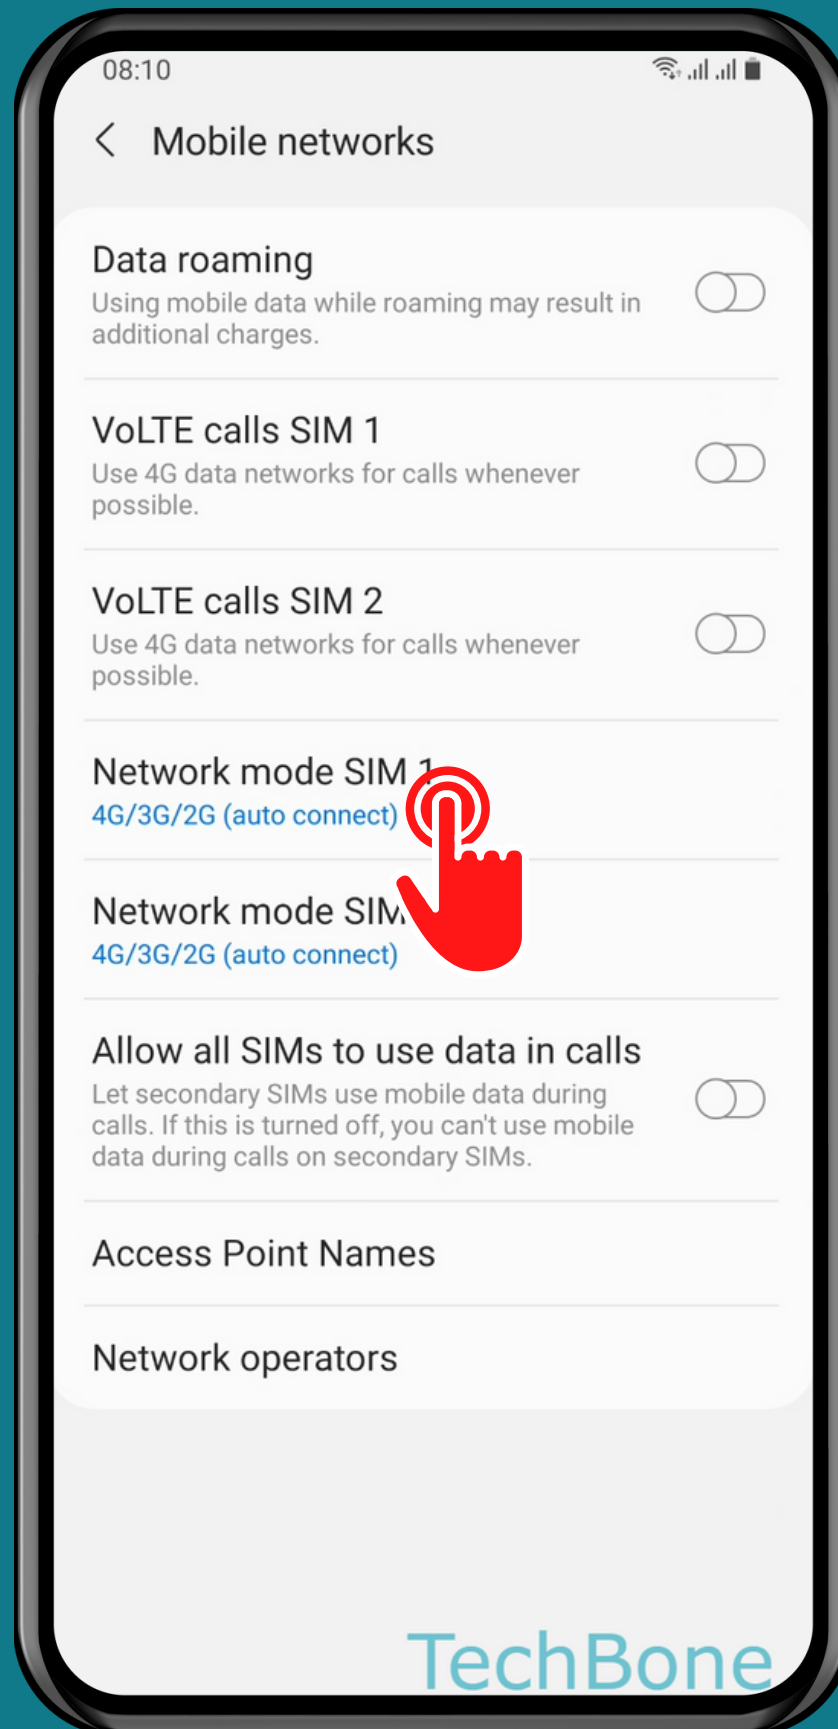 08:10
Mobile networks
Data roaming
Using mobile data while roaming may result in
additional charges.
VoLTE calls SIM 1
Use 4G data networks for calls whenever
possible.
VoLTE calls SIM 2
Use 4G data networks for calls whenever
possible.
Network mode SIM 1
4G/3G/2G (auto connect)
Network mode SIM
4G/3G/2G (auto connect)
Allow all SIMs to use data in calls
Let secondary SIMs use mobile data during
calls. If this is turned off, you can't use mobile
data during calls on secondary SIMs.
Access Point Names
Network operators
TechBone